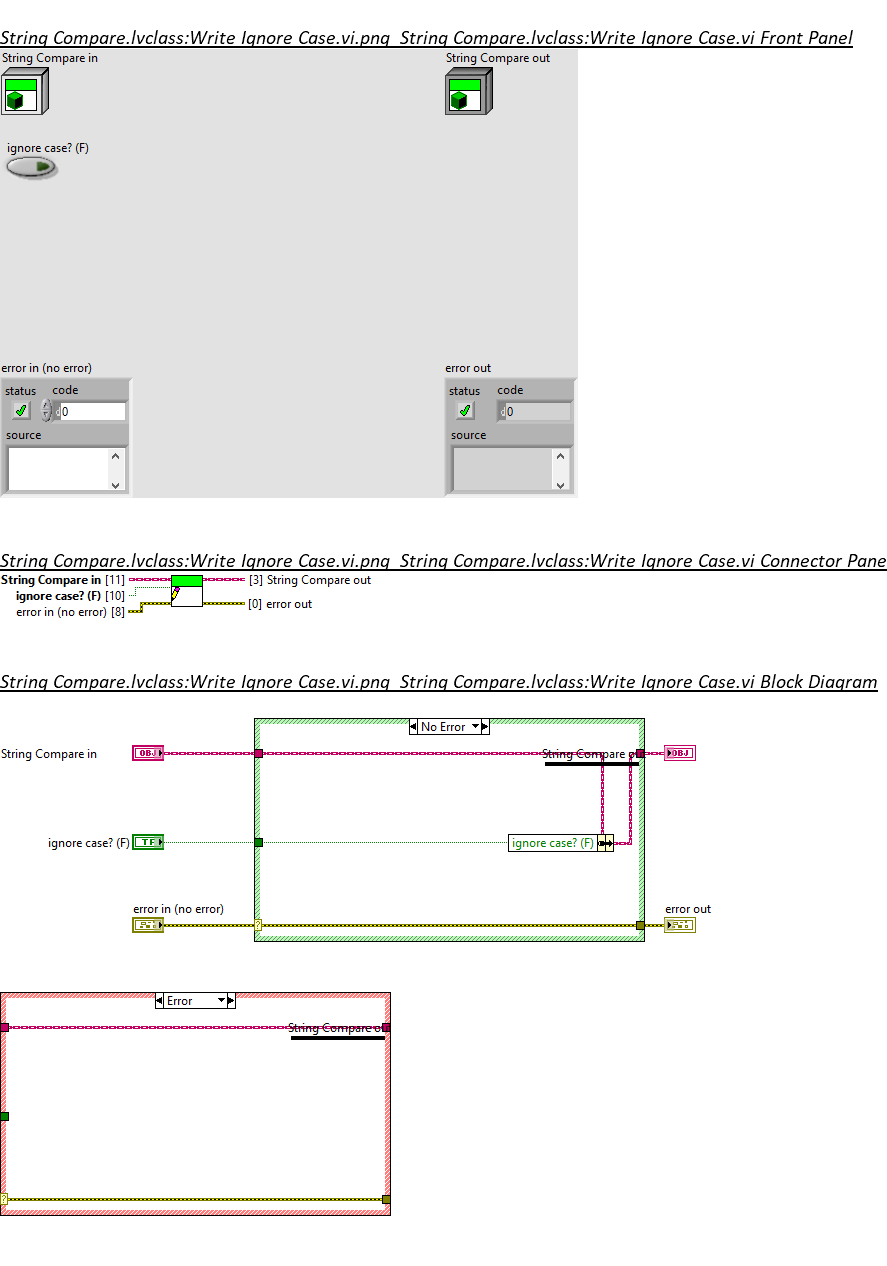 String Compare.lvclass:Write Ignore Case.vi.png String Compare.lvclass:Write Ignore Case.vi Front Panel
String Compare in
String Compare out
ignore case? (F)
error in (no error)
error out
status code
status code
d 0
d 0
source
source
String Compare.lvclass:Write Ignore Case.vi.png String Compare.lvclass:Write Ignore Case.vi Connector Pane
String Compare in [11]
[3] String Compare out
ignore case? (F) [10]
error in (no error) [8]
[0] error out
String Compare.lvclass:Write Ignore Case.vi.png String Compare.lvclass:Write Ignore Case.vi Block Diagram
No Error
String Compare in
OBJ
String Compare out
OBJ
ignore case? (F)
TF
ignore case? (F)
error in (no error)
error out
?
Error
String Compare out
?